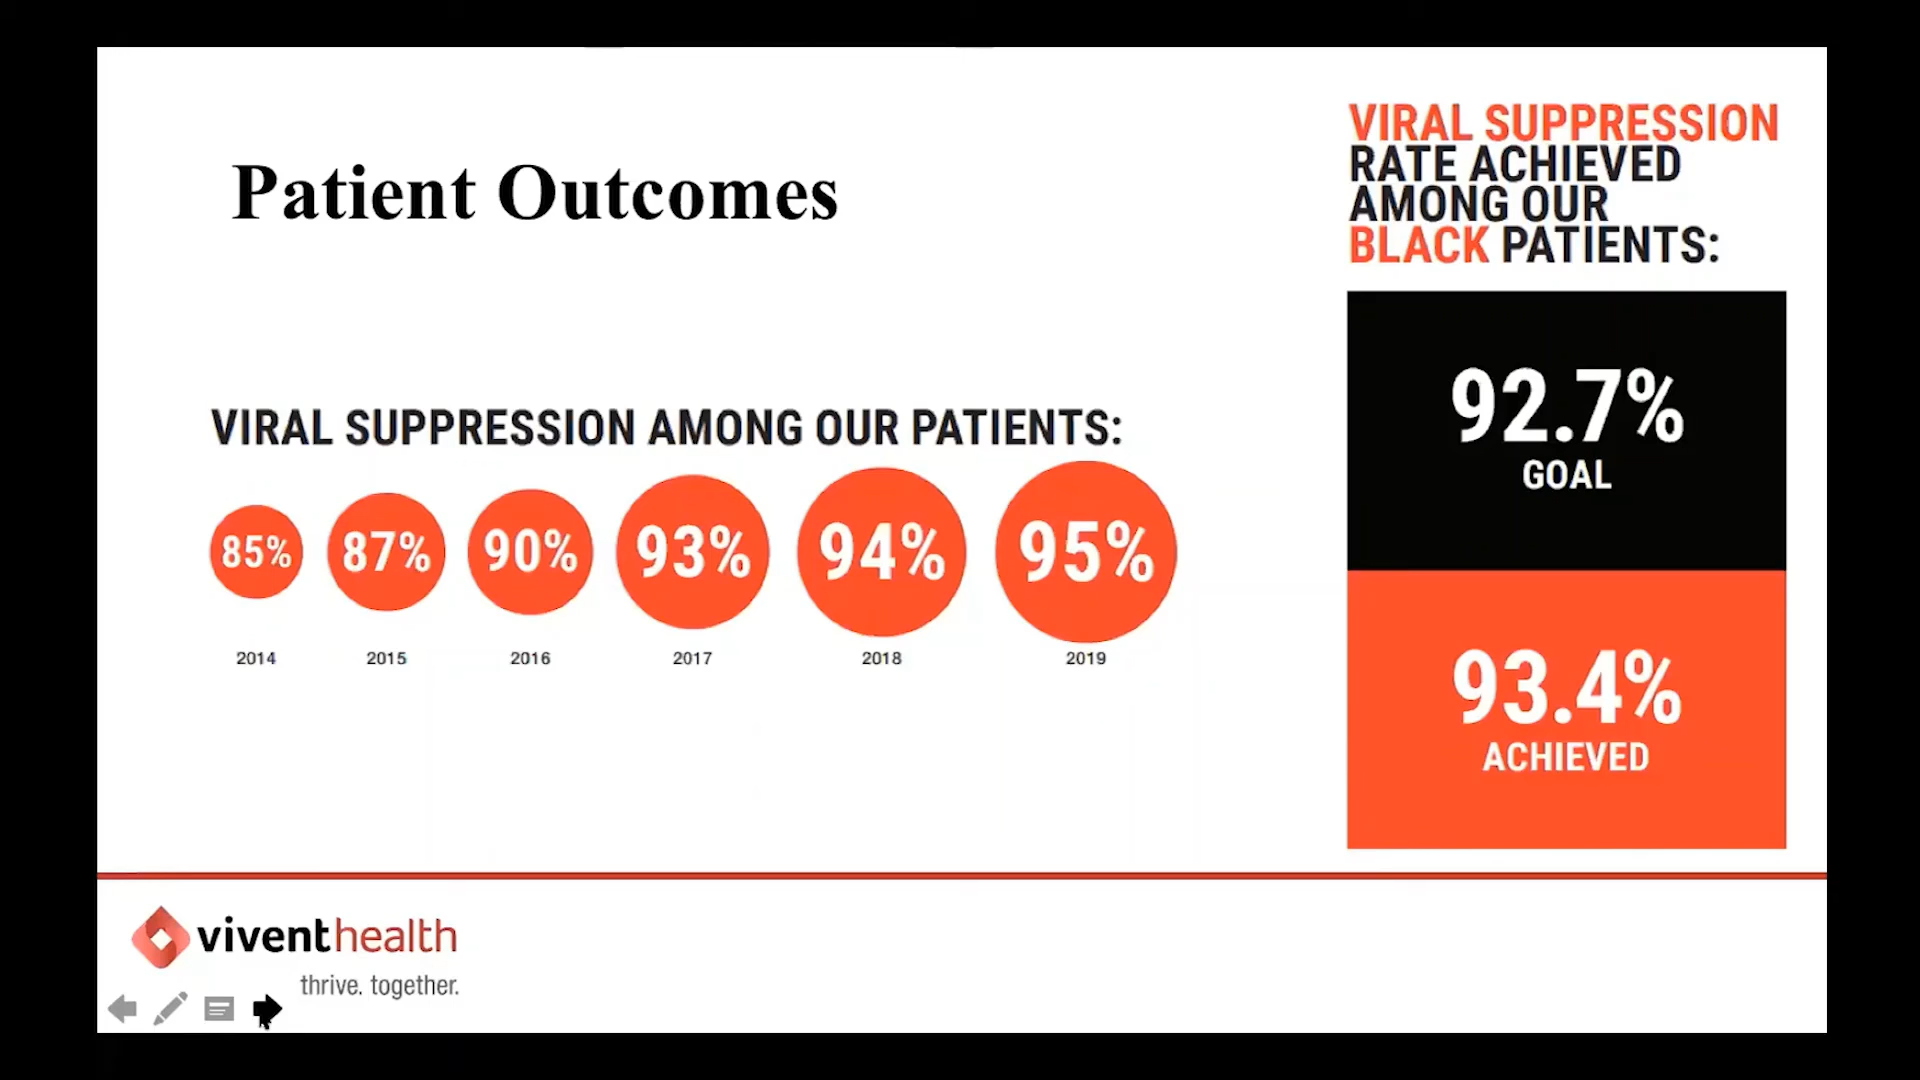 Patient Outcomes
VIRAL SUPPRESSION AMONG OUR PATIENTS:
85% 87% 90% 93% 94% 95%
2014 2015 2016 2017 2018 2019
VIRAL SUPPRESSION
RATE ACHIEVED
AMONG OUR
BLACK PATIENTS:
92.7%
GOAL
93.4%
ACHIEVED
viventhealth
thrive. together.